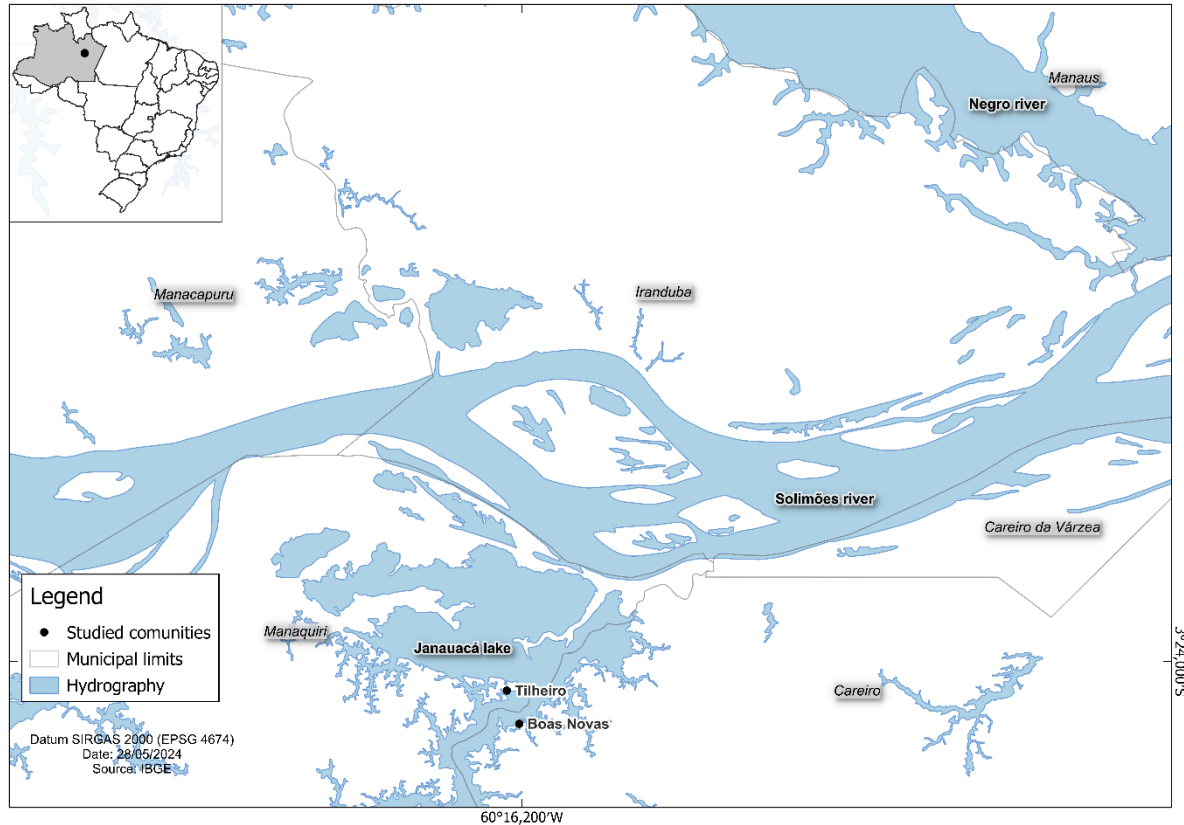 Manaus
Negro river
Manacapuru
Iranduba
Solimões river
Careiro da Várzea
Legend
Studied comunities
Municipal limits
Hydrography
Manaquiri
Janauacá lake
Tilheiro
Boas Novas
Careiro
3°24,000'S
Datum SIRGAS 2000 (EPSG 4674)
Date: 28/05/2024
Source: IBGE
60°16,200'W